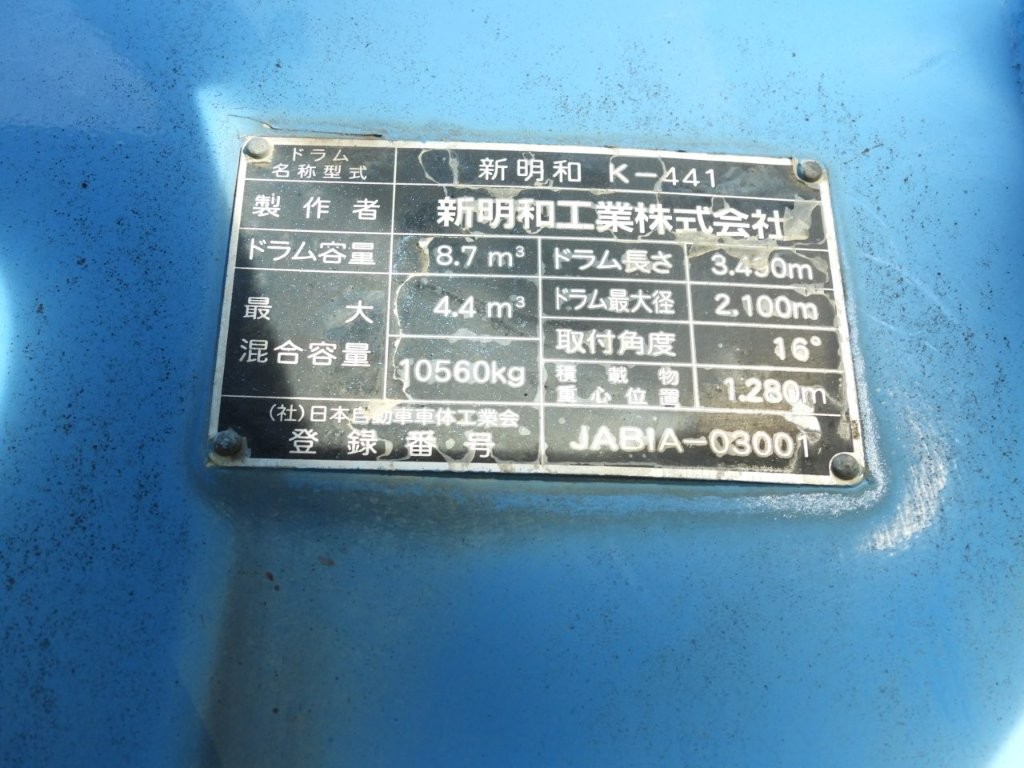 ドラム
名称型式 新明和 K-441
製作者 新明和工業株式会社
ドラム容量 8.7 m³ ドラム長さ 3.490m
最大 4.4 m³ ドラム最大径 2,100m
混合容量 10560kg 取付角度 16°
積載物
重心位置 1.280m
(社)日本自動車車体工業会
登録番号 JABIA-03001